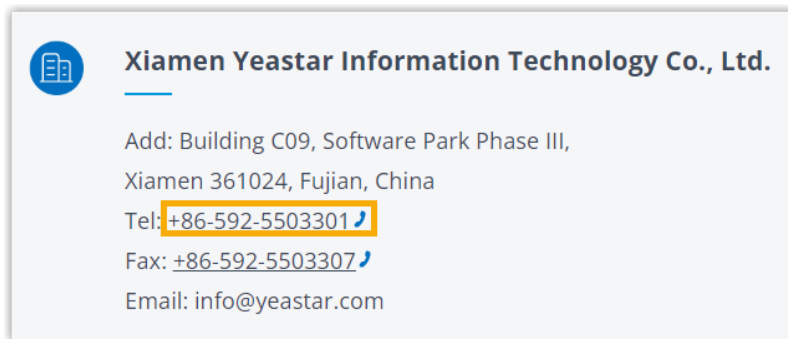 Xiamen Yeastar Information Technology Co., Ltd.
Add: Building C09, Software Park Phase III,
Xiamen 361024, Fujian, China
Tel: +86-592-5503301
Fax: +86-592-5503307
Email: info@yeastar.com